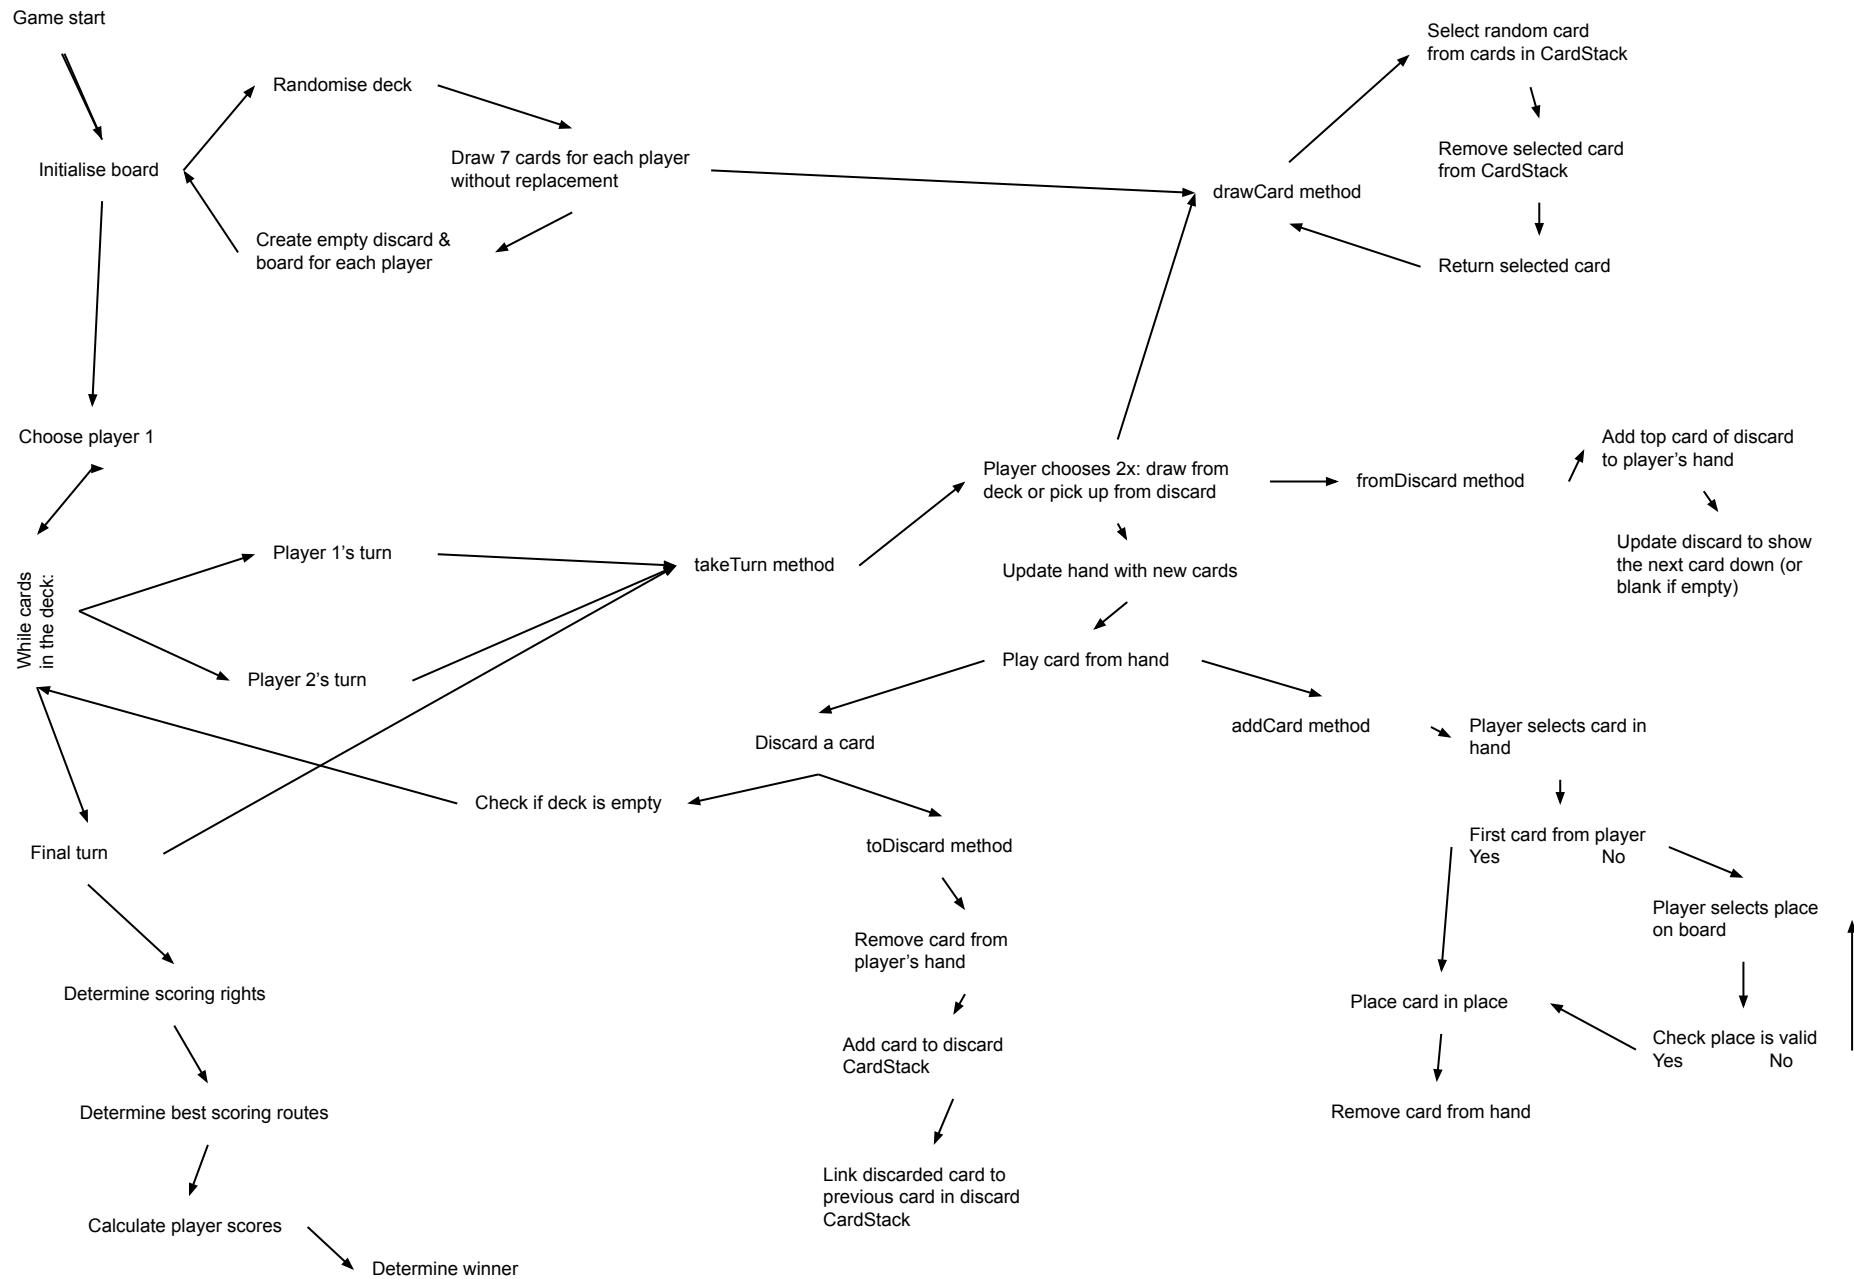 Game start
Select random card
from cards in CardStack
Randomise deck
Initialise board
Draw 7 cards for each player
without replacement
Remove selected card
from CardStack
drawCard method
Create empty discard &
board for each player
Return selected card
Choose player 1
Player chooses 2x: draw from
deck or pick up from discard
fromDiscard method
Add top card of discard
to player’s hand
Update discard to show
the next card down (or
blank if empty)
Player 1’s turn
takeTurn method
Update hand with new cards
While cards
in the deck:
Player 2’s turn
Play card from hand
Discard a card
addCard method
Player selects card in
hand
Check if deck is empty
Final turn
toDiscard method
First card from player
Yes No
Remove card from
player’s hand
Player selects place
on board
Determine scoring rights
Place card in place
Add card to discard
CardStack
Check place is valid
Yes No
Determine best scoring routes
Remove card from hand
Link discarded card to
previous card in discard
CardStack
Calculate player scores
Determine winner